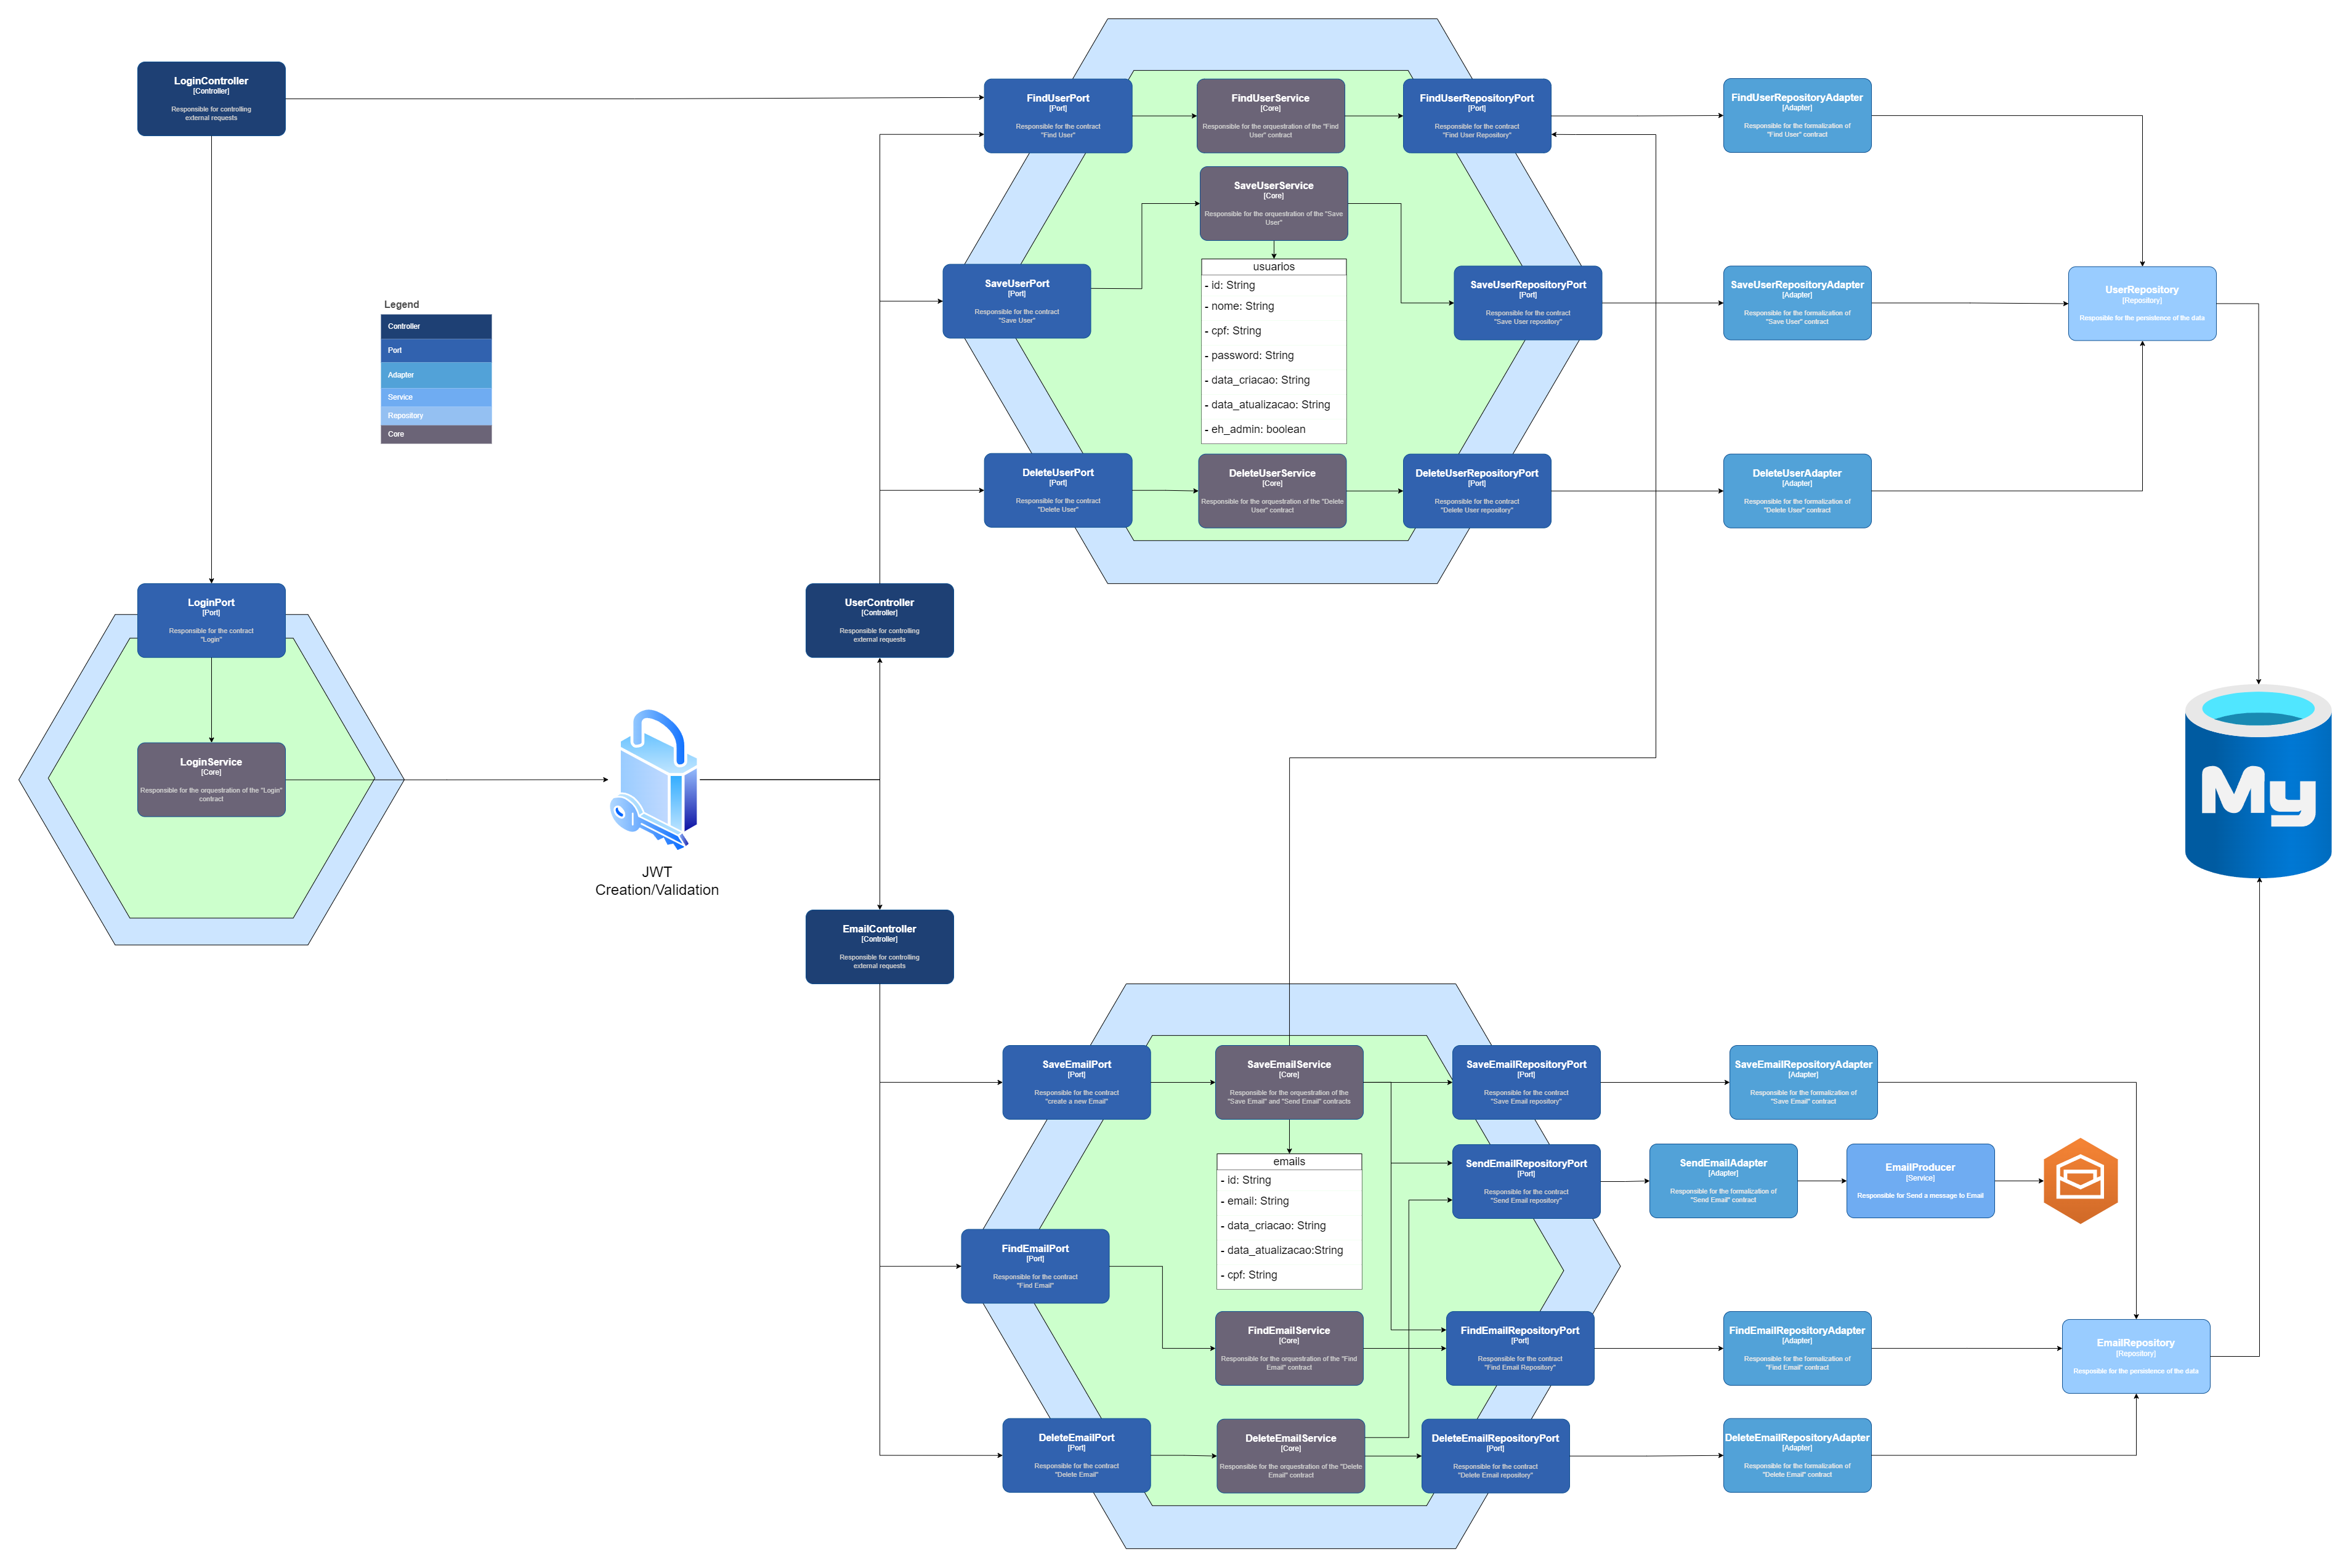 LoginController
[Controller]
Responsible for controlling
external requests
Legend
Controller
Port
Adapter
Service
Repository
Core
LoginPort
[Port]
Responsible for the contract
"Login"
LoginService
[Core]
Responsible for the orquestration of the "Login"
contract
JWT
Creation/Validation
UserController
[Controller]
Responsible for controlling
external requests
EmailController
[Controller]
Responsible for controlling
external requests
FindUserPort
[Port]
Responsible for the contract
"Find User"
FindUserService
[Core]
Responsible for the orquestration of the "Find
User" contract
FindUserRepositoryPort
[Port]
Responsible for the contract
"Find User Repository"
FindUserRepositoryAdapter
[Adapter]
Responsible for the formalization of
"Find User" contract
SaveUserPort
[Port]
Responsible for the contract
"Save User"
SaveUserService
[Core]
Responsible for the orquestration of the "Save
User"
usuarios
- id: String
- nome: String
- cpf: String
- password: String
- data_criacao: String
- data_atualizacao: String
- eh_admin: boolean
SaveUserRepositoryPort
[Port]
Responsible for the contract
"Save User repository"
SaveUserRepositoryAdapter
[Adapter]
Responsible for the formalization of
"Save User" contract
UserRepository
[Repository]
Resposible for the persistence of the data
DeleteUserPort
[Port]
Responsible for the contract
"Delete User"
DeleteUserService
[Core]
Responsible for the orquestration of the "Delete
User" contract
DeleteUserRepositoryPort
[Port]
Responsible for the contract
"Delete User repository"
DeleteUserAdapter
[Adapter]
Responsible for the formalization of
"Delete User" contract
My
SaveEmailPort
[Port]
Responsible for the contract
"create a new Email"
SaveEmailService
[Core]
Responsible for the orquestration of the
"Save Email" and "Send Email" contracts
emails
- id: String
- email: String
- data_criacao: String
- data_atualizacao:String
- cpf: String
SaveEmailRepositoryPort
[Port]
Responsible for the contract
"Save Email repository"
SaveEmailRepositoryAdapter
[Adapter]
Responsible for the formalization of
"Save Email" contract
SendEmailRepositoryPort
[Port]
Responsible for the contract
"Send Email repository"
SendEmailAdapter
[Adapter]
Responsible for the formalization of
"Send Email" contract
EmailProducer
[Service]
Responsible for Send a message to Email
FindEmailPort
[Port]
Responsible for the contract
"Find Email"
FindEmailService
[Core]
Responsible for the orquestration of the "Find
Email" contract
FindEmailRepositoryPort
[Port]
Responsible for the contract
"Find Email Repository"
FindEmailRepositoryAdapter
[Adapter]
Responsible for the formalization of
"Find Email" contract
EmailRepository
[Repository]
Resposible for the persistence of the data
DeleteEmailPort
[Port]
Responsible for the contract
"Delete Email"
DeleteEmailService
[Core]
Responsible for the orquestration of the "Delete
Email" contract
DeleteEmailRepositoryPort
[Port]
Responsible for the contract
"Delete Email repository"
DeleteEmailRepositoryAdapter
[Adapter]
Responsible for the formalization of
"Delete Email" contract